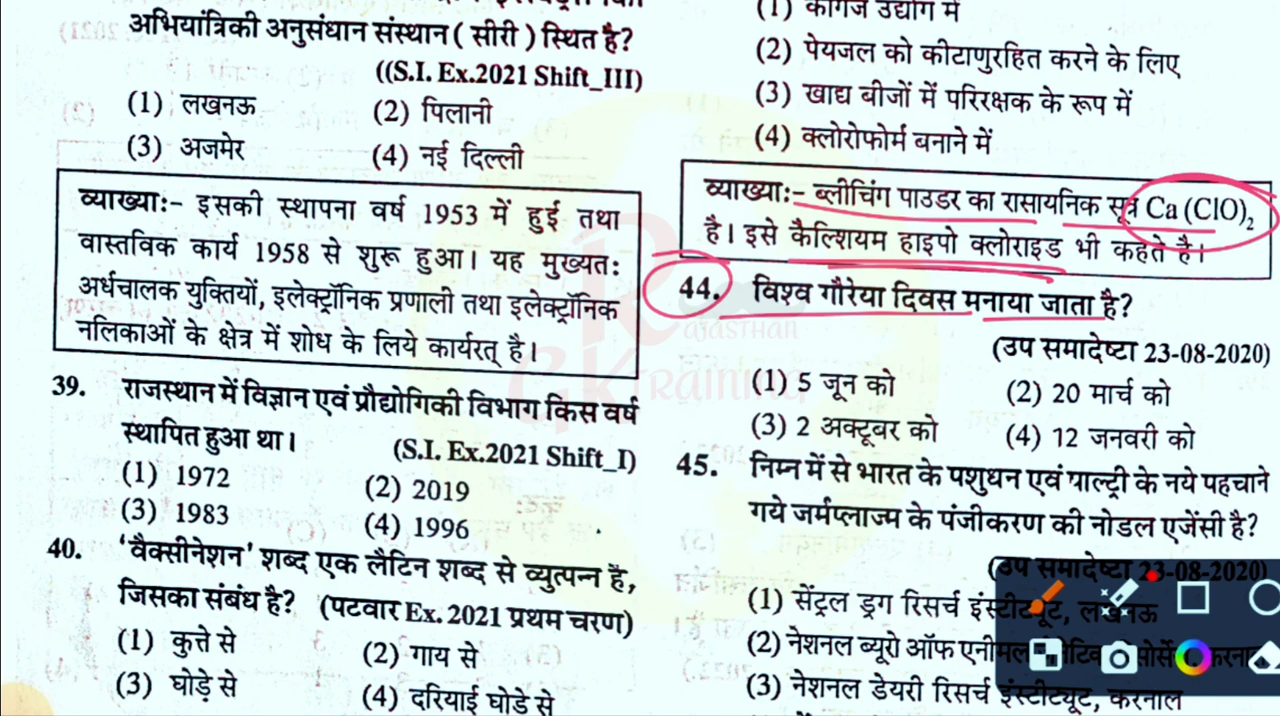 अभियांत्रिकी अनुसंधान संस्थान ( सीरी ) स्थित है?
((S.I. Ex.2021 Shift_III)
(1) लखनऊ (2) पिलानी
(3) अजमेर (4) नई दिल्ली
व्याख्या:- इसकी स्थापना वर्ष 1953 में हुई तथा
वास्तविक कार्य 1958 से शुरू हुआ। यह मुख्यत:
अर्धचालक युक्तियों, इलेक्ट्रॉनिक प्रणाली तथा इलेक्ट्रॉनिक
नलिकाओं के क्षेत्र में शोध के लिये कार्यरत् है।
39. राजस्थान में विज्ञान एवं प्रौद्योगिकी विभाग किस वर्ष
स्थापित हुआ था। (S.I. Ex.2021 Shift_I)
(1) 1972 (2) 2019
(3) 1983 (4) 1996
40. 'वैक्सीनेशन' शब्द एक लैटिन शब्द से व्युत्पन्न है,
जिसका संबंध है? (पटवार Ex. 2021 प्रथम चरण)
(1) कुत्ते से (2) गाय से
(3) घोड़े से (4) दरियाई घोडे से
(1) कागज उद्योग में
(2) पेयजल को कीटाणुरहित करने के लिए
(3) खाद्य बीजों में परिरक्षक के रूप में
(4) क्लोरोफोर्म बनाने में
व्याख्या:- ब्लीचिंग पाउडर का रासायनिक सूत्र Ca (ClO)₂
है। इसे कैल्शियम हाइपो क्लोराइड भी कहते है।
44. विश्व गौरेया दिवस मनाया जाता है?
(उप समादेष्टा 23-08-2020)
(1) 5 जून को (2) 20 मार्च को
(3) 2 अक्टूबर को (4) 12 जनवरी को
45. निम्न में से भारत के पशुधन एवं पाल्ट्री के नये पहचाने
गये जर्मप्लाज्म के पंजीकरण की नोडल एजेंसी है?
(उप समादेष्टा 23-08-2020)
(1) सेंट्रल ड्रग रिसर्च इंस्टीट्यूट, लखनऊ
(2) नेशनल ब्यूरो ऑफ एनीमल
(3) नेशनल डेयरी रिसर्च इंस्टीट्यूट, करनाल
RAJASTHAN
GK TRAINING